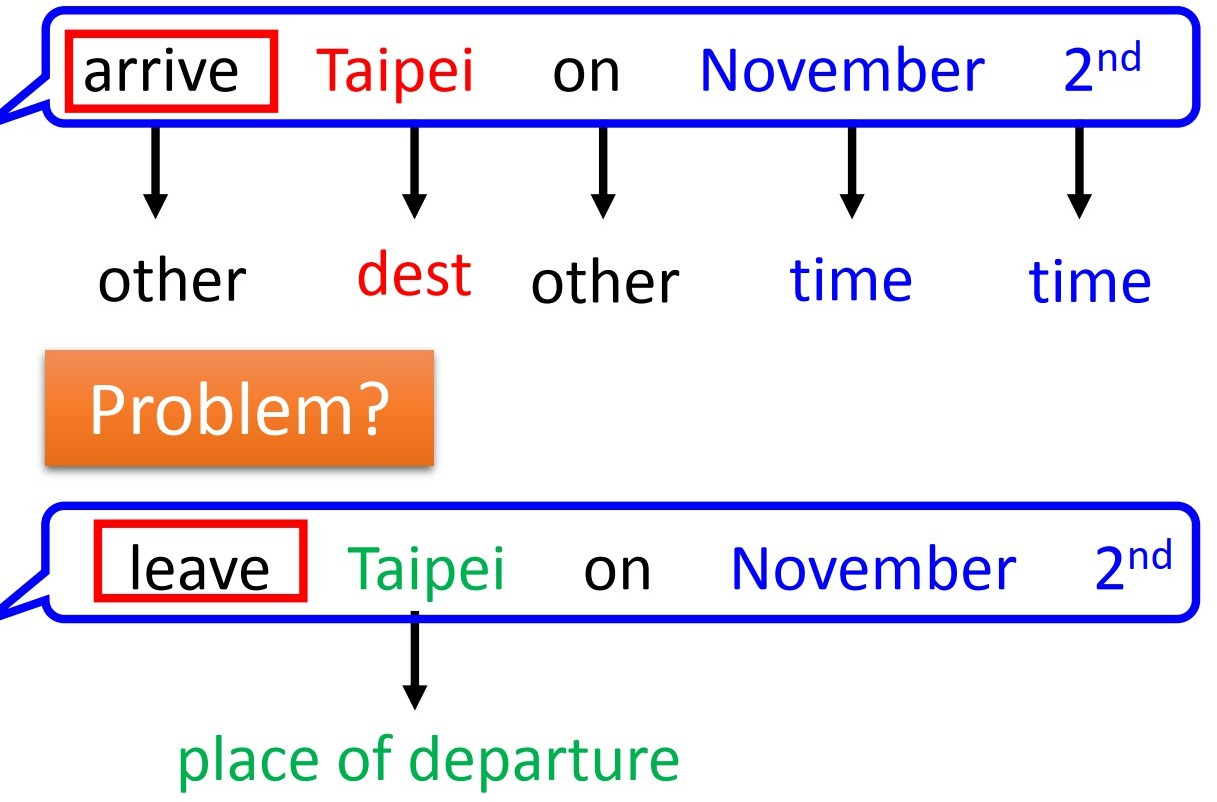 arrive Taipei on November 2nd
other dest other time time
Problem?
leave Taipei on November 2nd
place of departure